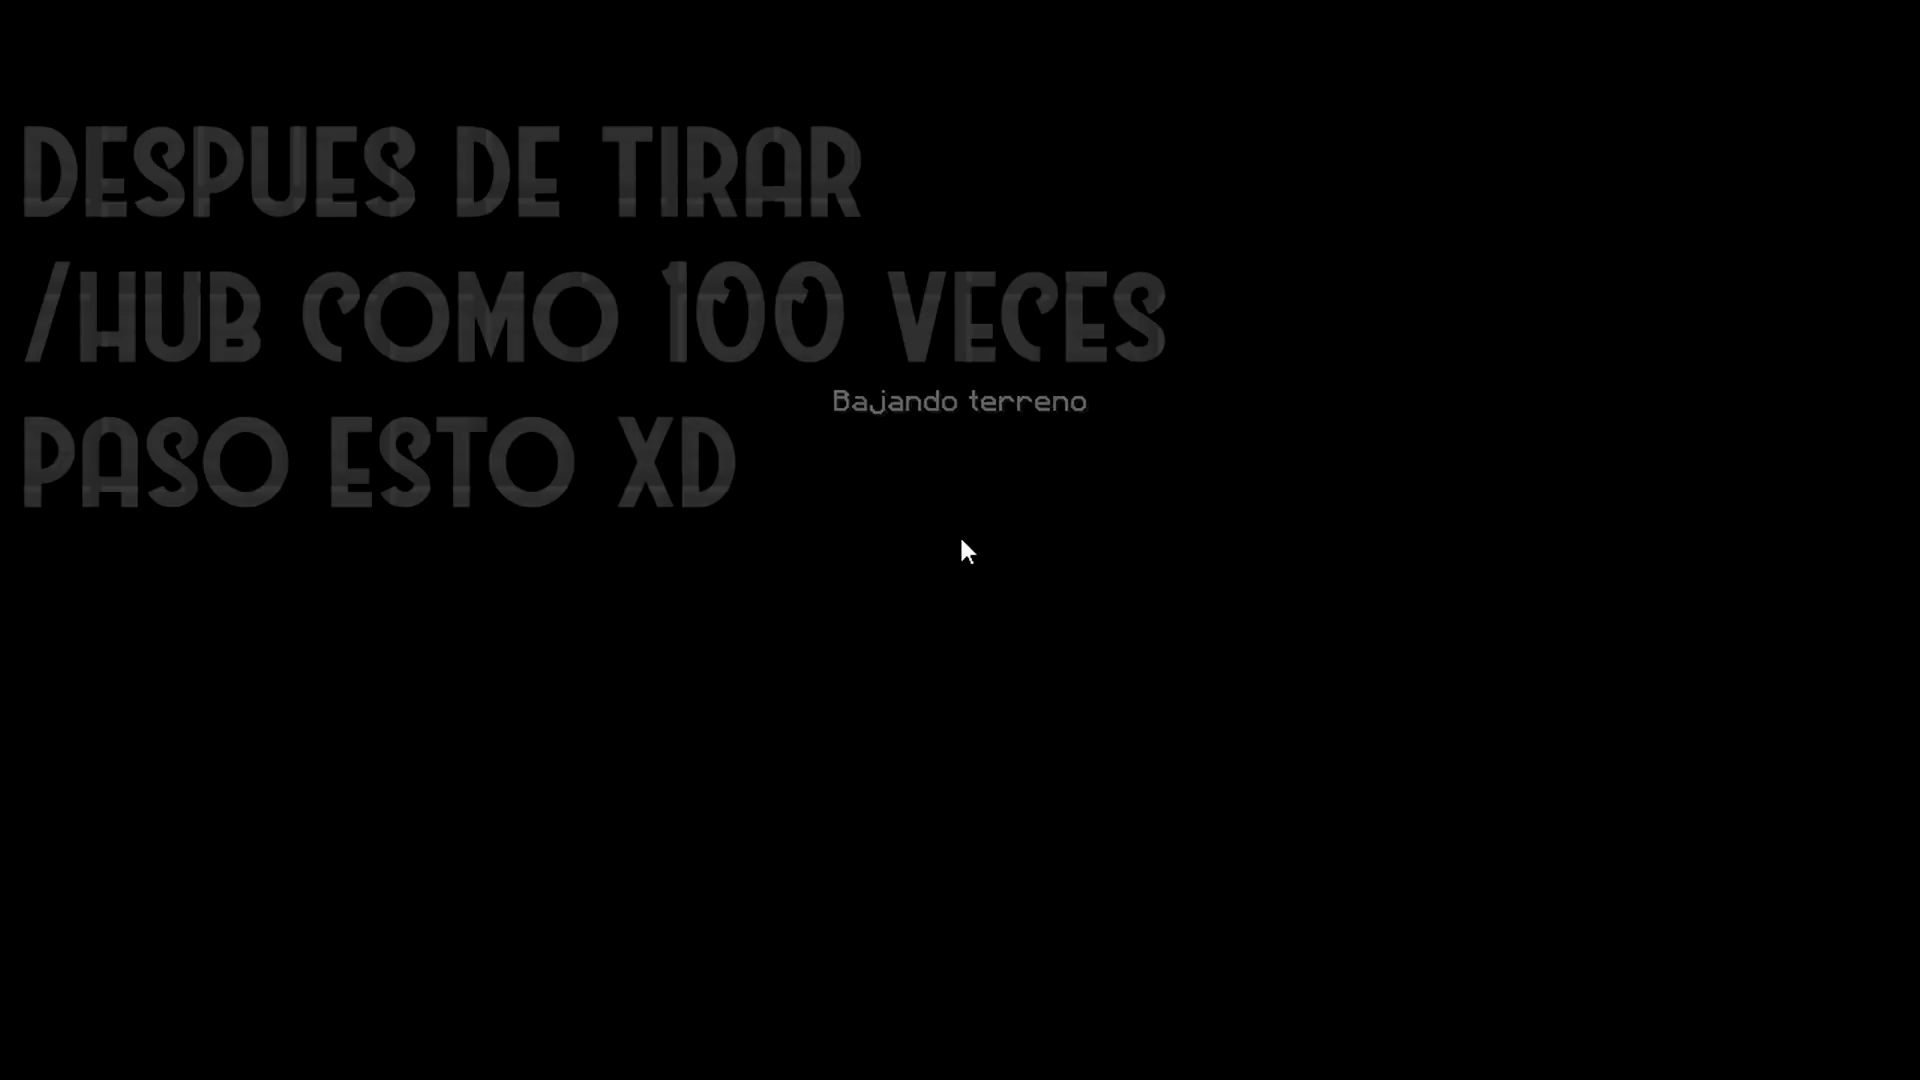 DESPUES DE TIRAR
/HUB COMO 100 VECES
Bajando terreno
PASO ESTO XD